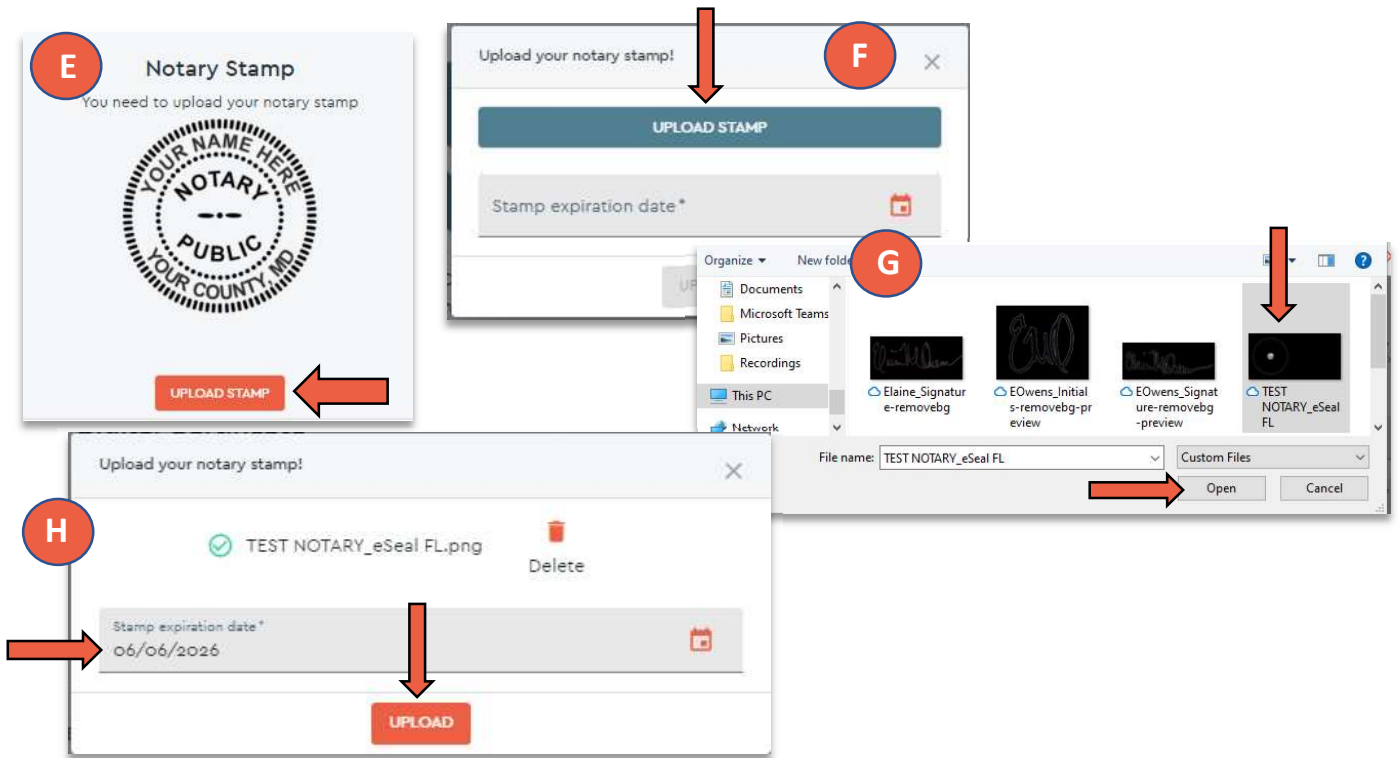 E
Notary Stamp
You need to upload your notary stamp
YOUR NAME HERE
NOTARY
PUBLIC
YOUR COUNTY, MD
UPLOAD STAMP
F
Upload your notary stamp!
UPLOAD STAMP
Stamp expiration date*
G
Organize
New folde
Documents
Microsoft Teams
Pictures
Recordings
This PC
Network
Elaine_Signatur
e-removebg
EOwens_Initial
s-removebg-pr
eview
EOwens_Signat
ure-removebg
-preview
TEST
NOTARY_eSeal
FL
File name: TEST NOTARY_eSeal FL
Custom Files
Open
Cancel
H
Upload your notary stamp!
TEST NOTARY_eSeal FL.png
Delete
Stamp expiration date*
06/06/2026
UPLOAD